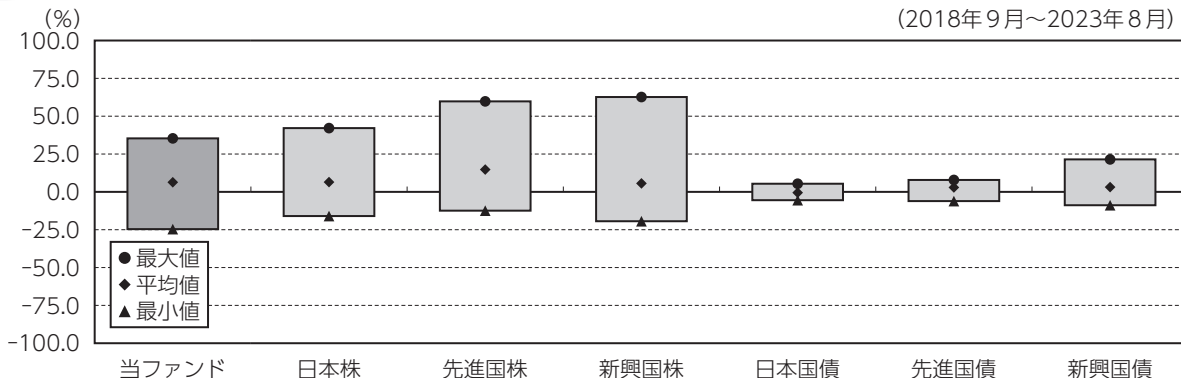 (%)
(2018年9月〜2023年8月)
100.0
75.0
50.0
25.0
0.0
-25.0
-50.0
-75.0
-100.0
●最大値
◆平均値
▲最小値
当ファンド 日本株 先進国株 新興国株 日本国債 先進国債 新興国債